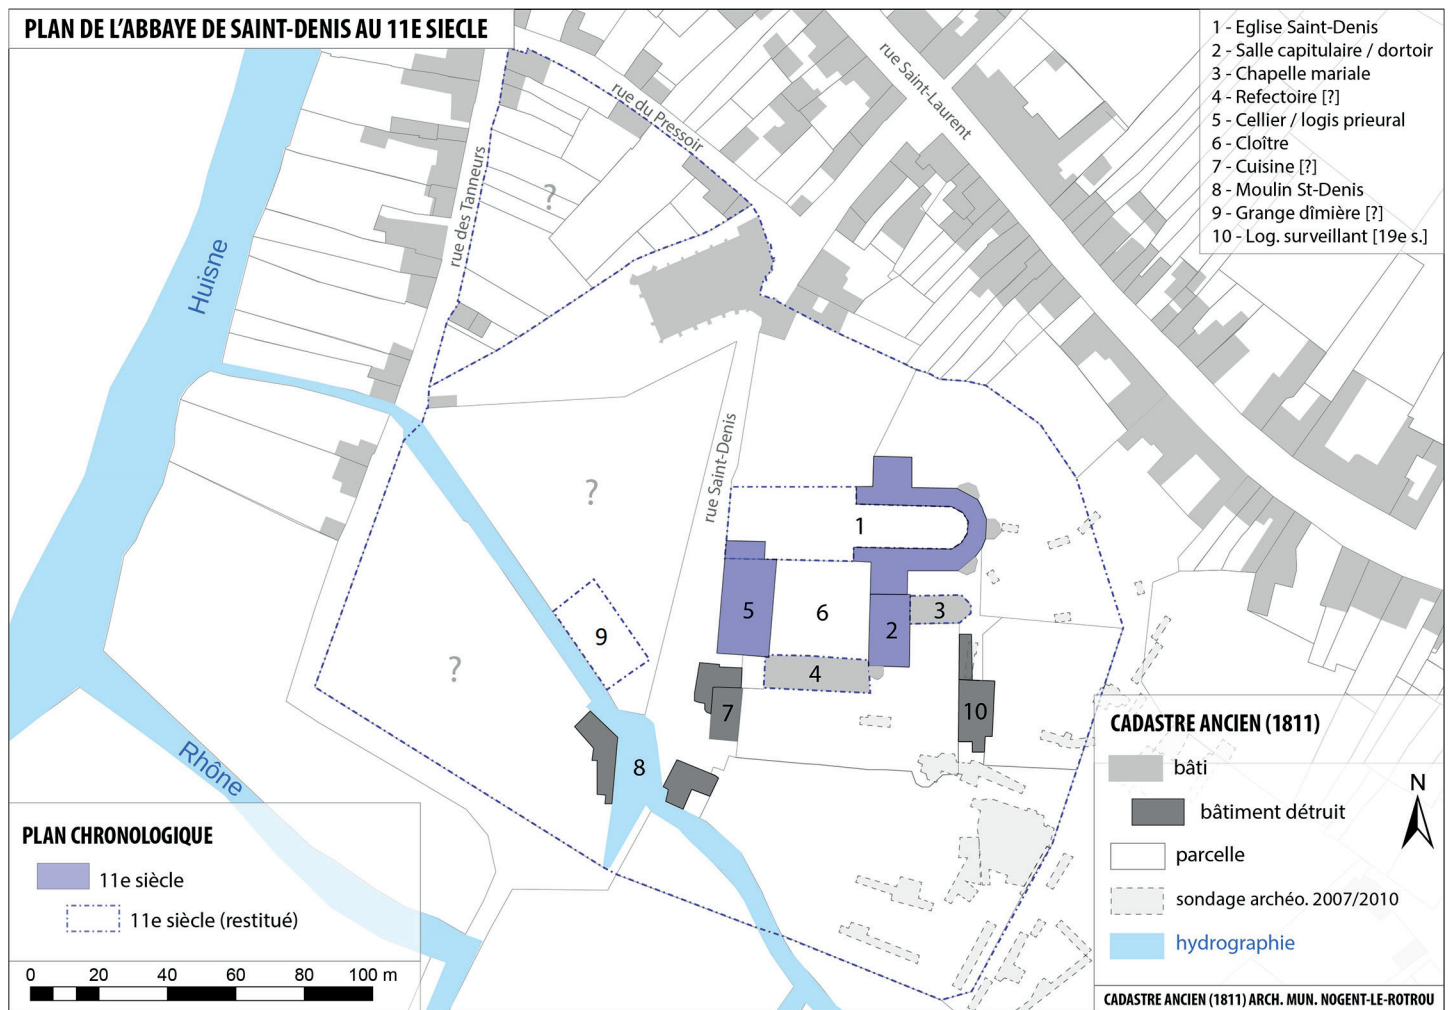 PLAN DE L'ABBAYE DE SAINT-DENIS AU 11E SIECLE
1 - Eglise Saint-Denis
2 - Salle capitulaire / dortoir
3 - Chapelle mariale
4 - Refectoire [?]
5 - Cellier / logis prieural
6 - Cloître
7 - Cuisine [?]
8 - Moulin St-Denis
9 - Grange dîmière [?]
10 - Log. surveillant [19e s.]
rue Saint-Laurent
rue du Pressoir
rue des Tanneurs
?
Huisne
rue Saint-Denis
?
1
5
6
2
3
9
?
4
7
10
8
Rhône
PLAN CHRONOLOGIQUE
11e siècle
11e siècle (restitué)
0 20 40 60 80 100 m
CADASTRE ANCIEN (1811)
bâti
bâtiment détruit
N
parcelle
sondage archéo. 2007/2010
hydrographie
CADASTRE ANCIEN (1811) ARCH. MUN. NOGENT-LE-ROTROU